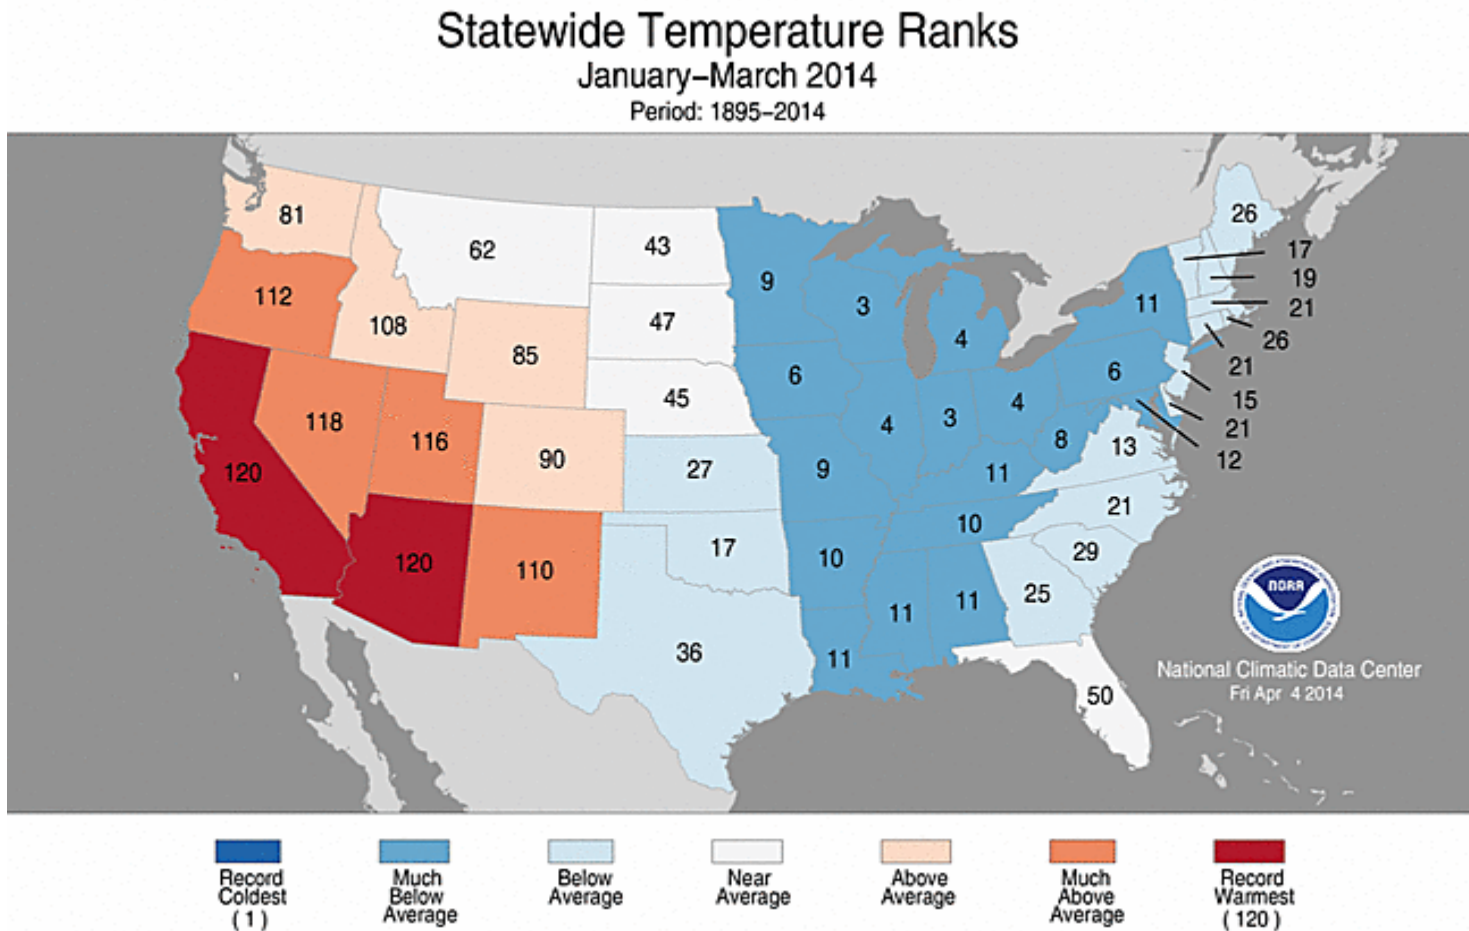 Statewide Temperature Ranks
January–March 2014
Period: 1895–2014
26
81
62
43
17
9
19
112
3
11
21
108
47
4
26
85
6
6
21
45
4
15
118
116
4
3
8
21
120
90
27
9
11
13
12
21
10
120
110
17
10
29
11
11
25
36
11
50
NOAA
National Climatic Data Center
Fri Apr 4 2014
Record
Coldest
( 1 )
Much
Below
Average
Below
Average
Near
Average
Above
Average
Much
Above
Average
Record
Warmest
( 120 )